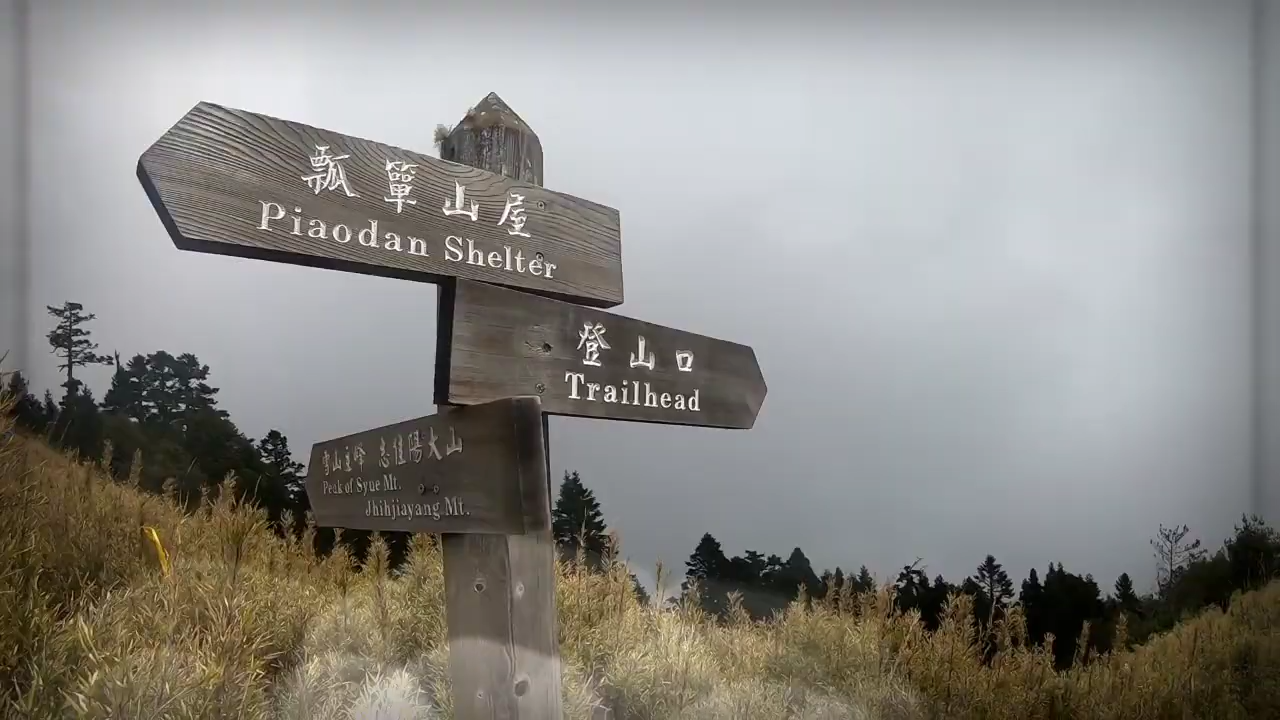 瓢簞山屋
Piaodan Shelter
登山口
Trailhead
雪山主峰 志佳陽大山
Peak of Syue Mt.
Jhihjiayang Mt.